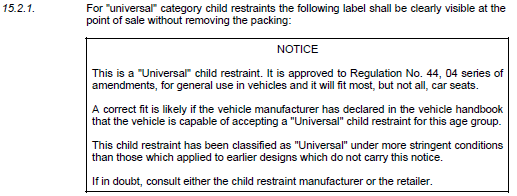 15.2.1. For "universal" category child restraints the following label shall be clearly visible at the
point of sale without removing the packing:
NOTICE
This is a "Universal" child restraint. It is approved to Regulation No. 44, 04 series of
amendments, for general use in vehicles and it will fit most, but not all, car seats.
A correct fit is likely if the vehicle manufacturer has declared in the vehicle handbook
that the vehicle is capable of accepting a "Universal" child restraint for this age group.
This child restraint has been classified as "Universal" under more stringent conditions
than those which applied to earlier designs which do not carry this notice.
If in doubt, consult either the child restraint manufacturer or the retailer.